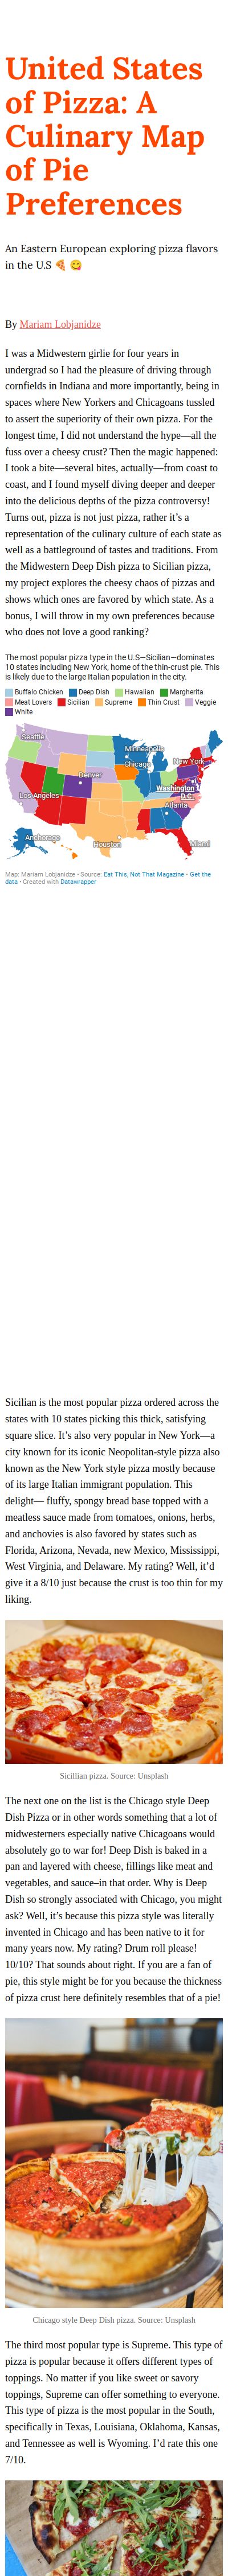 United States
of Pizza: A
Culinary Map
of Pie
Preferences
An Eastern European exploring pizza flavors
in the U.S 🍕 😋
By Mariam Lobjanidze
I was a Midwestern girlie for four years in
undergrad so I had the pleasure of driving through
cornfields in Indiana and more importantly, being in
spaces where New Yorkers and Chicagoans tussled
to assert the superiority of their own pizza. For the
longest time, I did not understand the hype—all the
fuss over a cheesy crust? Then the magic happened:
I took a bite—several bites, actually—from coast to
coast, and I found myself diving deeper and deeper
into the delicious depths of the pizza controversy!
Turns out, pizza is not just pizza, rather it’s a
representation of the culinary culture of each state as
well as a battleground of tastes and traditions. From
the Midwestern Deep Dish pizza to Sicilian pizza,
my project explores the cheesy chaos of pizzas and
shows which ones are favored by which state. As a
bonus, I will throw in my own preferences because
who does not love a good ranking?
The most popular pizza type in the U.S—Sicilian—dominates
10 states including New York, home of the thin-crust pie. This
is likely due to the large Italian population in the city.
Buffalo Chicken Deep Dish Hawaiian Margherita
Meat Lovers Sicilian Supreme Thin Crust Veggie
White
Seattle
Minneapolis
New York
Chicago
Denver
Washington
D.C.
Los Angeles
Atlanta
Anchorage
Houston
Miami
Map: Mariam Lobjanidze · Source: Eat This, Not That Magazine · Get the
data · Created with Datawrapper
Sicilian is the most popular pizza ordered across the
states with 10 states picking this thick, satisfying
square slice. It’s also very popular in New York—a
city known for its iconic Neopolitan-style pizza also
known as the New York style pizza mostly because
of its large Italian immigrant population. This
delight— fluffy, spongy bread base topped with a
meatless sauce made from tomatoes, onions, herbs,
and anchovies is also favored by states such as
Florida, Arizona, Nevada, new Mexico, Mississippi,
West Virginia, and Delaware. My rating? Well, it’d
give it a 8/10 just because the crust is too thin for my
liking.
Sicillian pizza. Source: Unsplash
The next one on the list is the Chicago style Deep
Dish Pizza or in other words something that a lot of
midwesterners especially native Chicagoans would
absolutely go to war for! Deep Dish is baked in a
pan and layered with cheese, fillings like meat and
vegetables, and sauce–in that order. Why is Deep
Dish so strongly associated with Chicago, you might
ask? Well, it’s because this pizza style was literally
invented in Chicago and has been native to it for
many years now. My rating? Drum roll please!
10/10? That sounds about right. If you are a fan of
pie, this style might be for you because the thickness
of pizza crust here definitely resembles that of a pie!
Chicago style Deep Dish pizza. Source: Unsplash
The third most popular type is Supreme. This type of
pizza is popular because it offers different types of
toppings. No matter if you like sweet or savory
toppings, Supreme can offer something to everyone.
This type of pizza is the most popular in the South,
specifically in Texas, Louisiana, Oklahoma, Kansas,
and Tennessee as well is Wyoming. I’d rate this one
7/10.